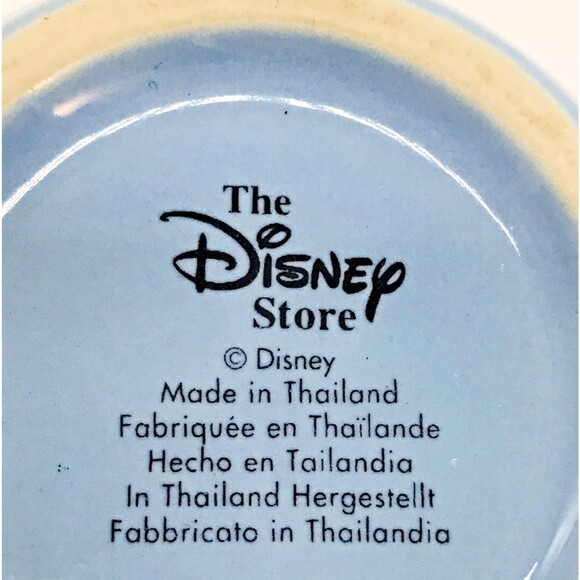 The
Disney
Store
© Disney
Made in Thailand
Fabriquée en Thaïlande
Hecho en Tailandia
In Thailand Hergestellt
Fabbricato in Thailandia